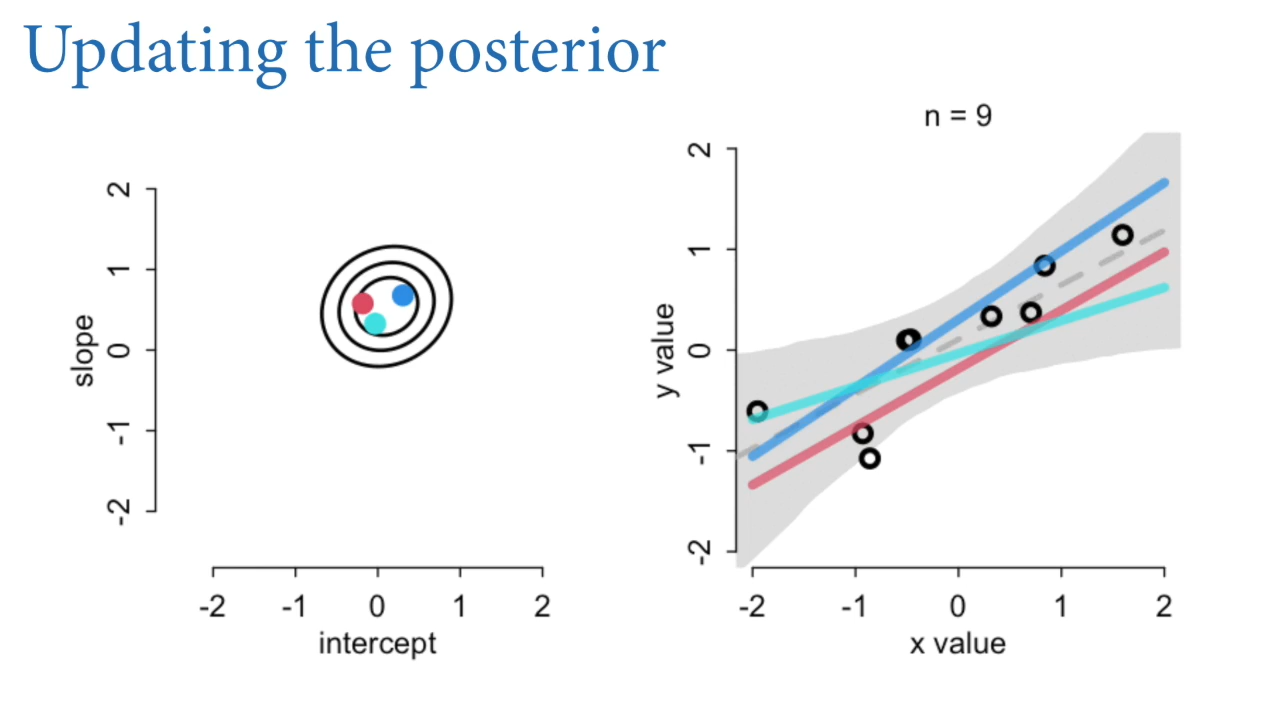 Updating the posterior
slope
2
1
0
-1
-2
-2 -1 0 1 2
intercept
n = 9
y value
2
1
0
-1
-2
-2 -1 0 1 2
x value